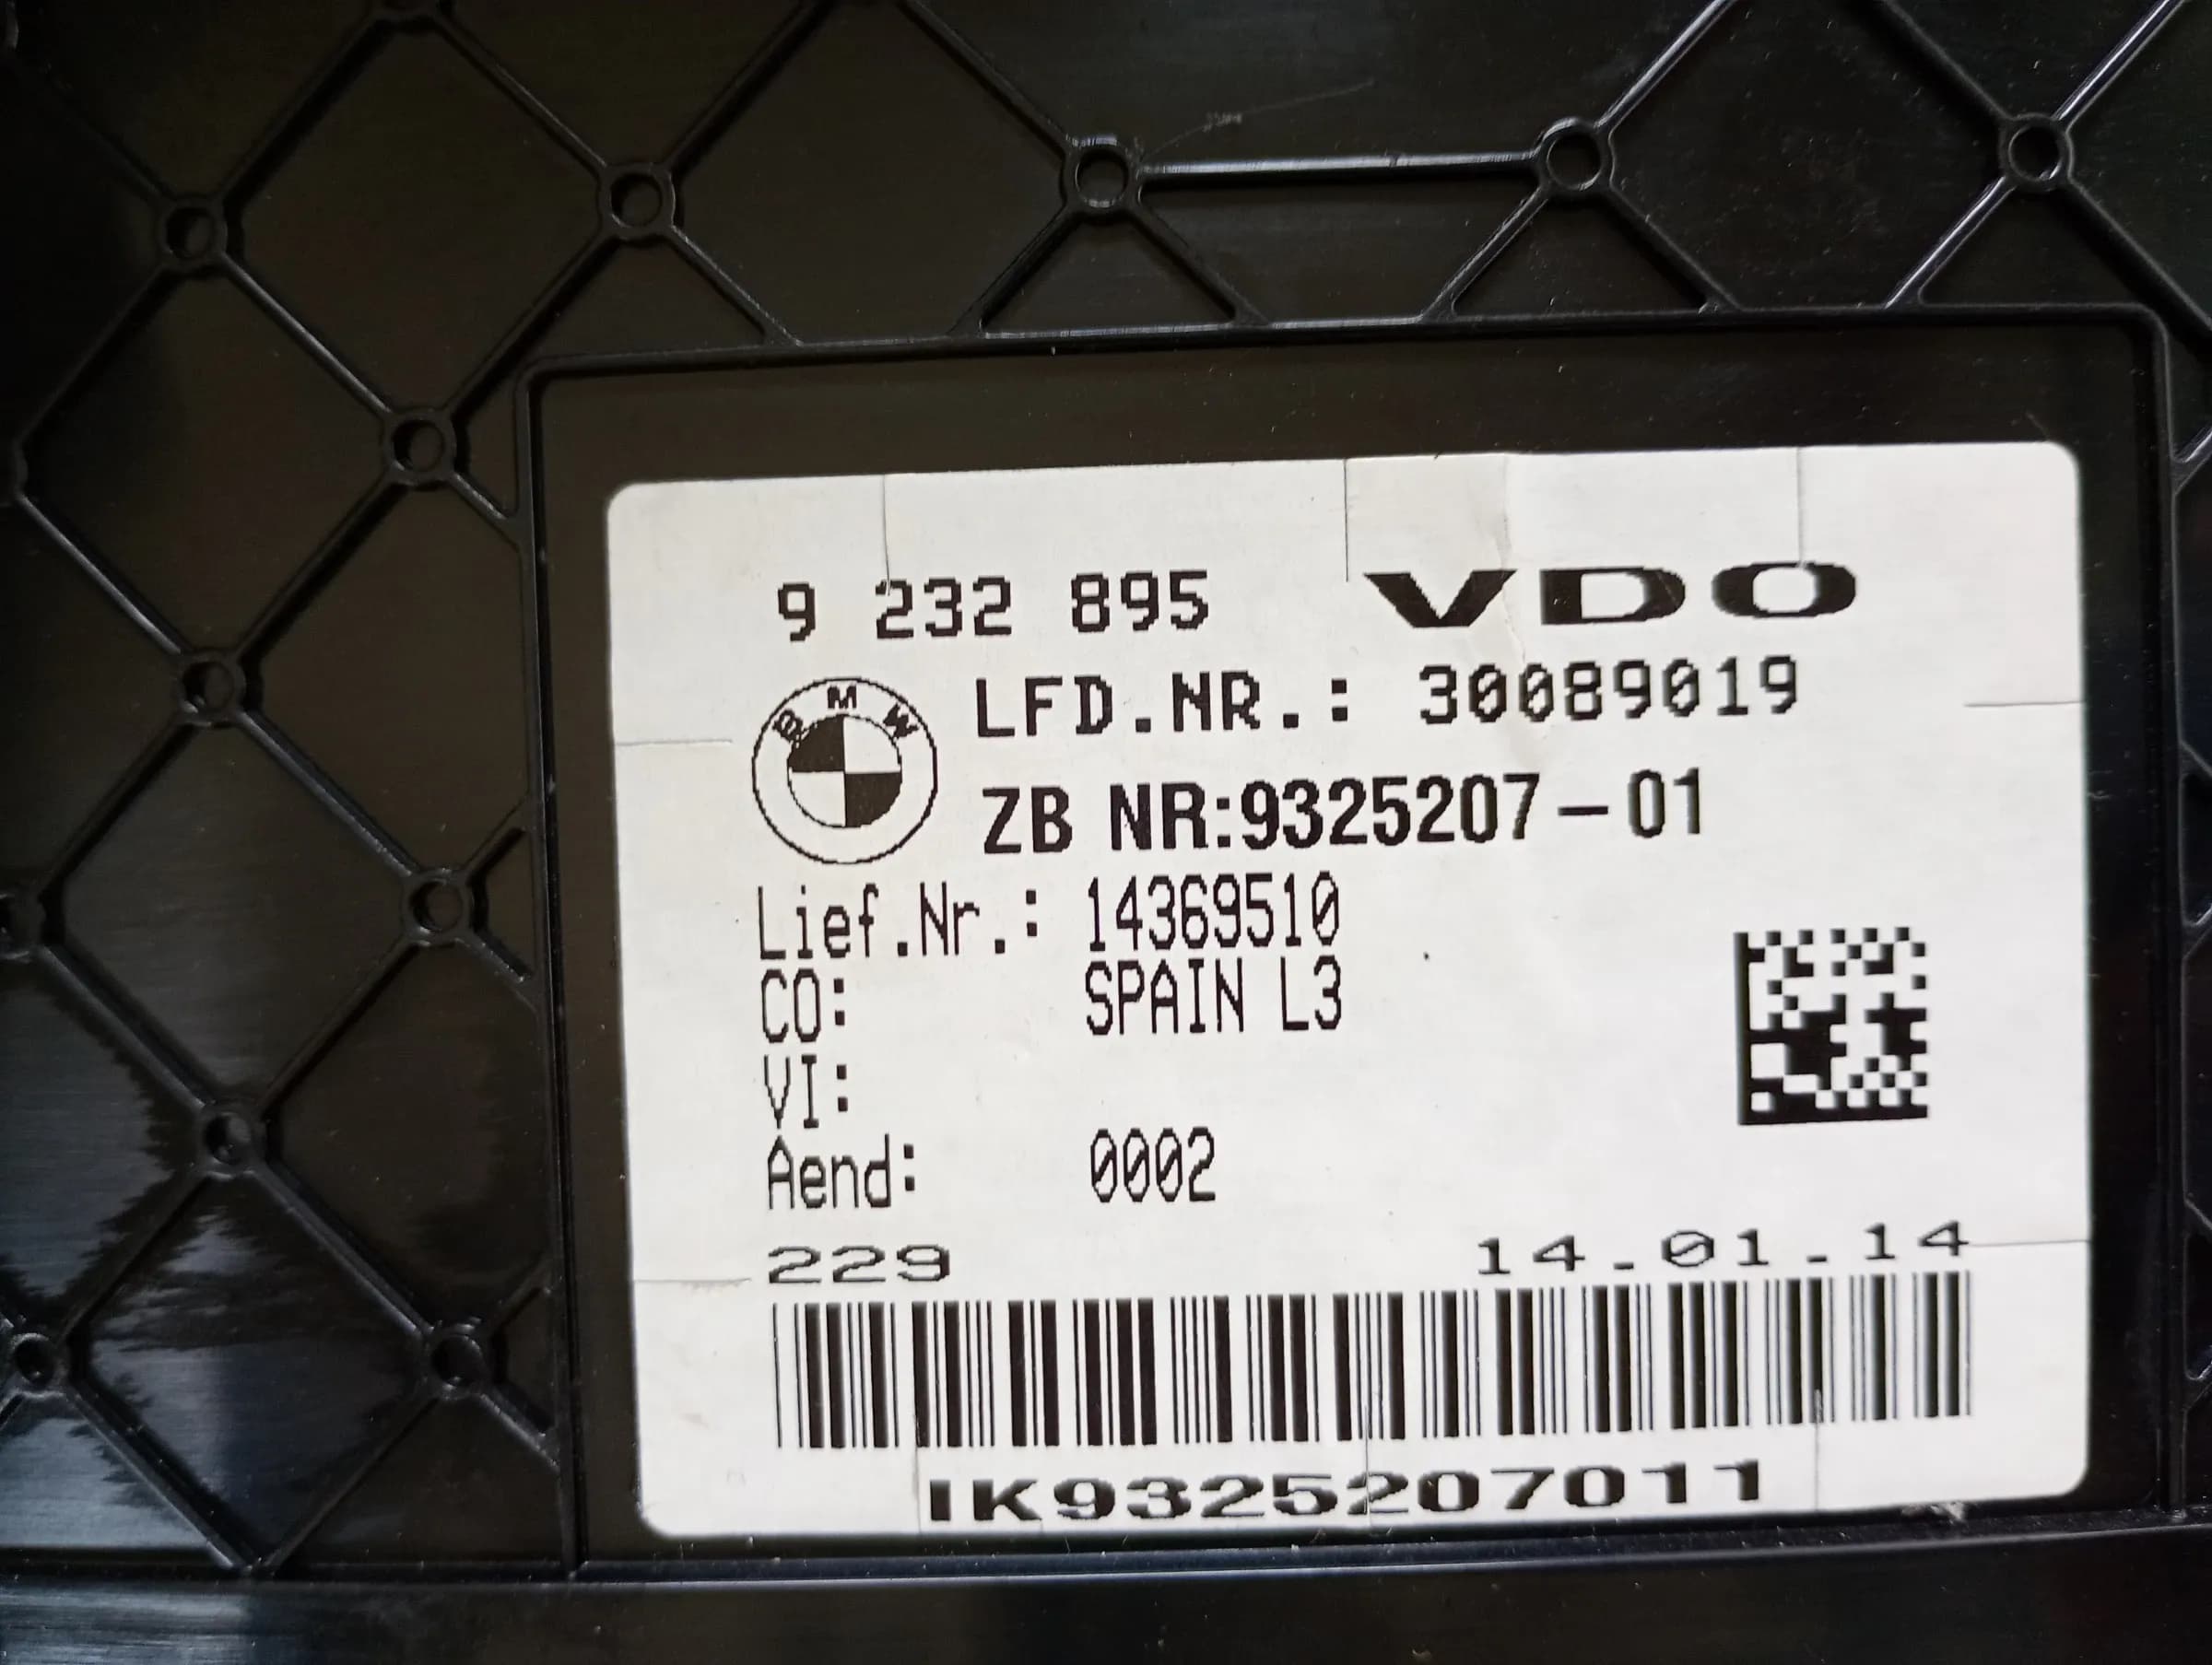 9 232 895 VDO
BMW
LFD.NR.: 30089019
ZB NR:9325207-01
Lief.Nr.: 14369510
CO: SPAIN L3
VI:
Aend: 0002
229 14.01.14
IK9325207011